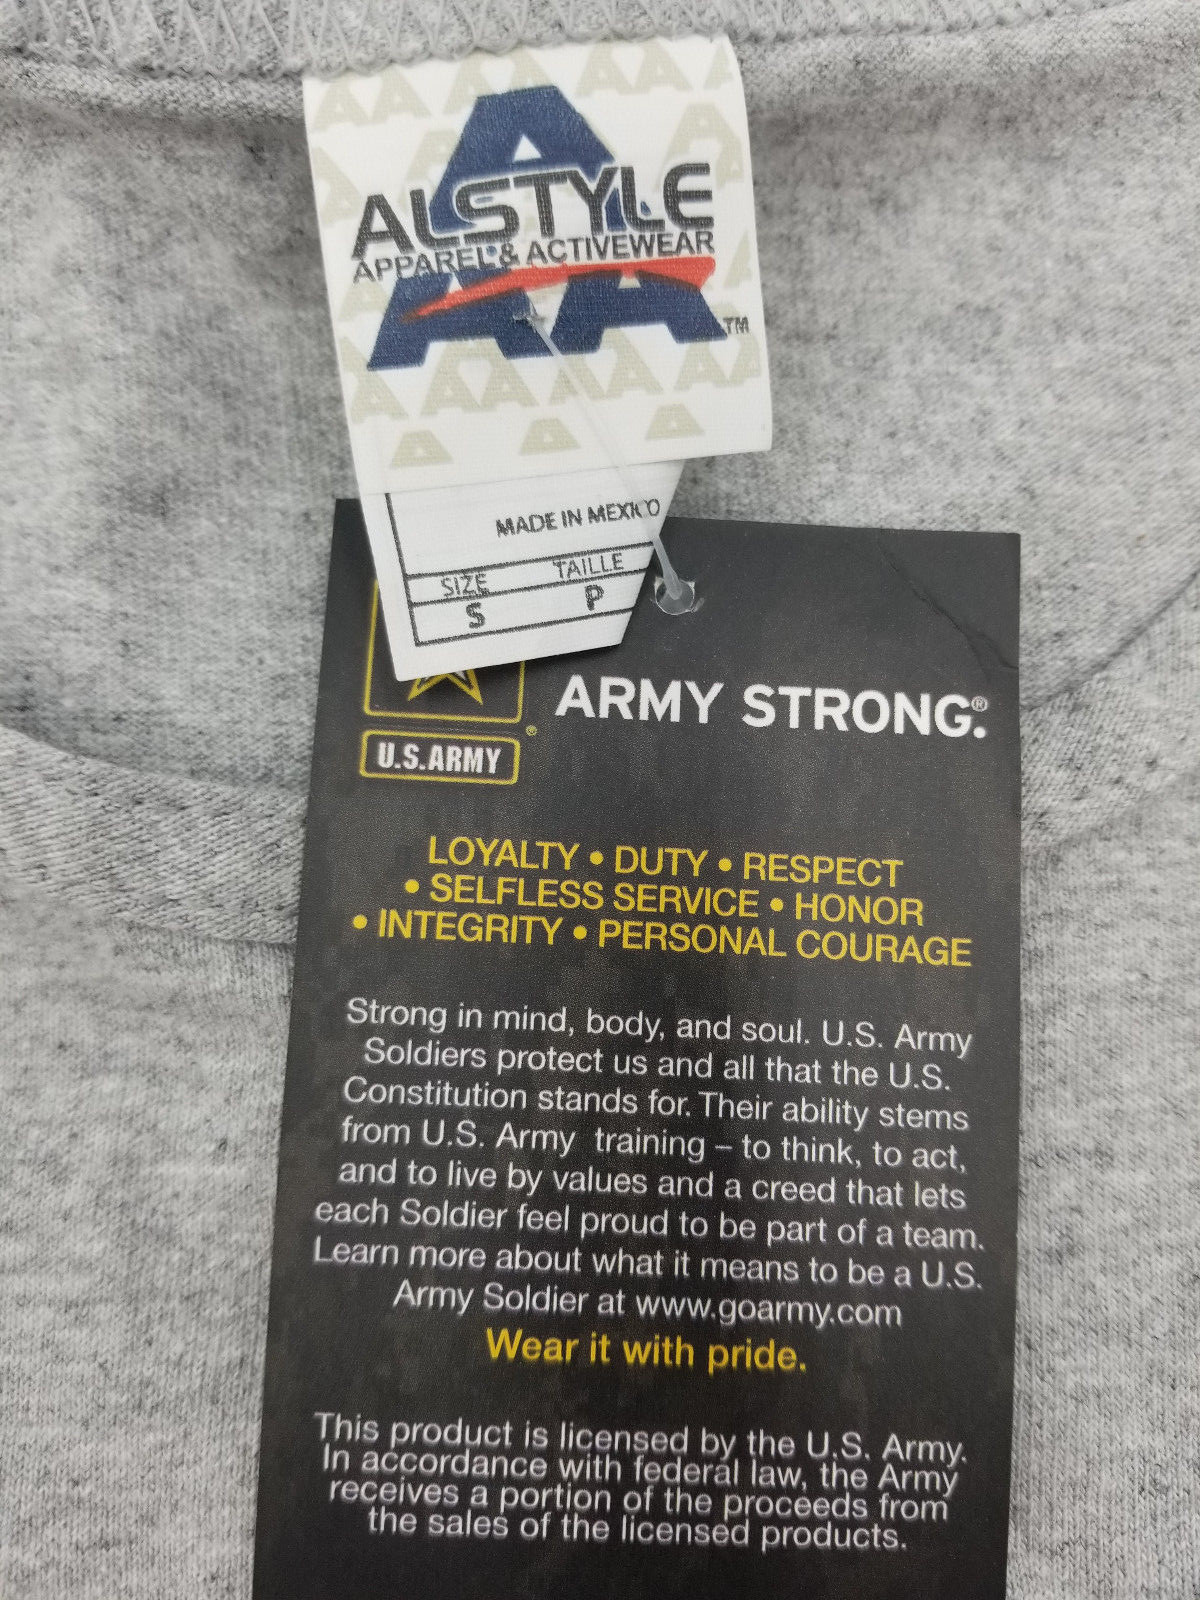 ALSTYLE
APPAREL & ACTIVEWEAR
AAA
TM
MADE IN MEXICO
SIZE TAILLE
S P
ARMY STRONG.®
U.S.ARMY®
LOYALTY • DUTY • RESPECT
• SELFLESS SERVICE • HONOR
• INTEGRITY • PERSONAL COURAGE
Strong in mind, body, and soul. U.S. Army
Soldiers protect us and all that the U.S.
Constitution stands for. Their ability stems
from U.S. Army training – to think, to act,
and to live by values and a creed that lets
each Soldier feel proud to be part of a team.
Learn more about what it means to be a U.S.
Army Soldier at www.goarmy.com
Wear it with pride.
This product is licensed by the U.S. Army.
In accordance with federal law, the Army
receives a portion of the proceeds from
the sales of the licensed products.